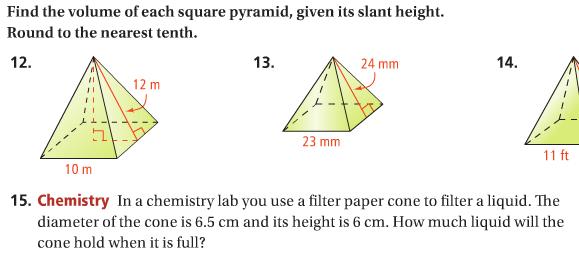 Find the volume of each square pyramid, given its slant height.
Round to the nearest tenth.
12.
12 m
10 m
13.
24 mm
23 mm
14.
11 ft
15. Chemistry In a chemistry lab you use a filter paper cone to filter a liquid. The
diameter of the cone is 6.5 cm and its height is 6 cm. How much liquid will the
cone hold when it is full?